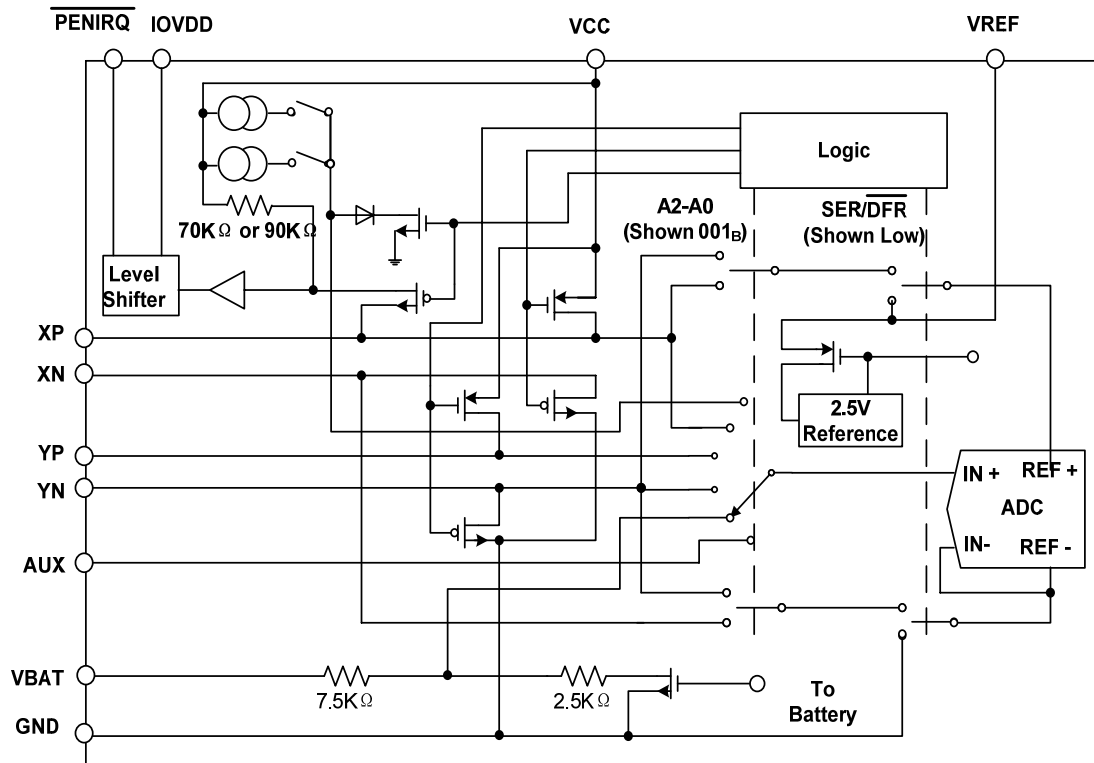 PENIRQ IOVDD VCC VREF
Logic
70KΩ or 90KΩ
A2-A0
(Shown 001B)
SER/DFR
(Shown Low)
Level
Shifter
XP
XN
2.5V
Reference
YP
YN
IN + REF +
ADC
IN- REF -
AUX
VBAT
7.5KΩ
2.5KΩ
To
Battery
GND